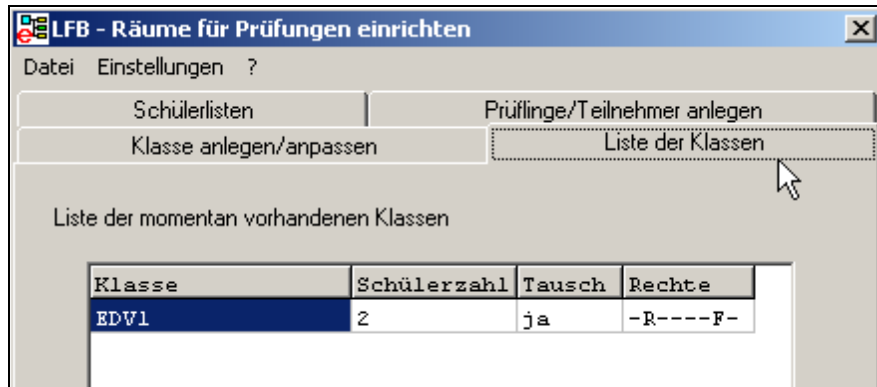 LFB - Räume für Prüfungen einrichten
Datei Einstellungen ?
Schülerlisten Prüflinge/Teilnehmer anlegen
Klasse anlegen/anpassen Liste der Klassen
Liste der momentan vorhandenen Klassen
Klasse Schülerzahl Tausch Rechte
EDV1 2 ja -R----F-